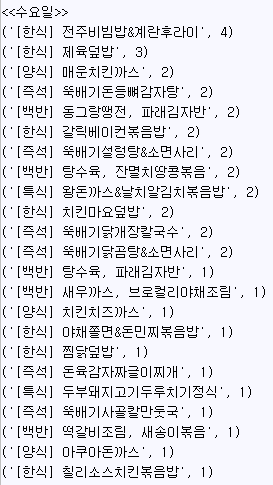 <<수요일>>
('[한식] 전주비빔밥&계란후라이', 4)
('[한식] 제육덮밥', 3)
('[양식] 매운치킨까스', 2)
('[즉석] 뚝배기돈등뼈감자탕', 2)
('[백반] 동그랑땡전, 파래김자반', 2)
('[한식] 갈릭베이컨볶음밥', 2)
('[즉석] 뚝배기설렁탕&소면사리', 2)
('[백반] 탕수육, 잔멸치땅콩볶음', 2)
('[특식] 왕돈까스&날치알김치볶음밥', 2)
('[한식] 치킨마요덮밥', 2)
('[즉석] 뚝배기닭개장칼국수', 2)
('[즉석] 뚝배기닭곰탕&소면사리', 2)
('[백반] 탕수육, 파래김자반', 1)
('[백반] 새우까스, 브로컬리야채조림', 1)
('[양식] 치킨치즈까스', 1)
('[한식] 야채쫄면&돈민찌볶음밥', 1)
('[한식] 찜닭덮밥', 1)
('[즉석] 돈육감자짜글이찌개', 1)
('[특식] 두부돼지고기두루치기정식', 1)
('[즉석] 뚝배기사골칼만둣국', 1)
('[백반] 떡갈비조림, 새송이볶음', 1)
('[양식] 아쿠아돈까스', 1)
('[한식] 칠리소스치킨볶음밥', 1)